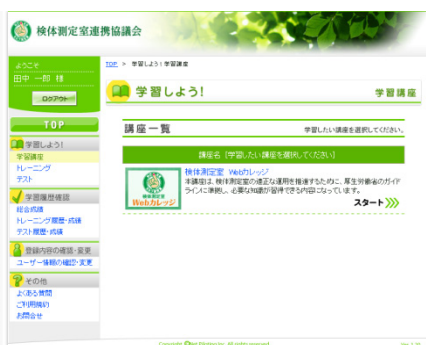 検体測定室連携協議会
ようこそ
田中 一郎 様
ログアウト
TOP
学習しよう!
学習講座
トレーニング
テスト
学習履歴確認
総合成績
トレーニング履歴・成績
テスト履歴・成績
登録内容の確認・変更
ユーザー情報の確認・変更
その他
よくある質問
ご利用規約
お問合せ
TOP > 学習しよう!学習講座
学習しよう!
学習講座
講座一覧
学習したい講座を選択してください。
講座名 [学習したい講座を選択してください]
検体測定室
Webカレッジ
検体測定室 Webカレッジ
本講座は、検体測定室の適正な運用を推進するために、厚生労働省のガイド
ラインに準拠し、必要な知識が習得できる内容になっています。
スタート
All rights reserved